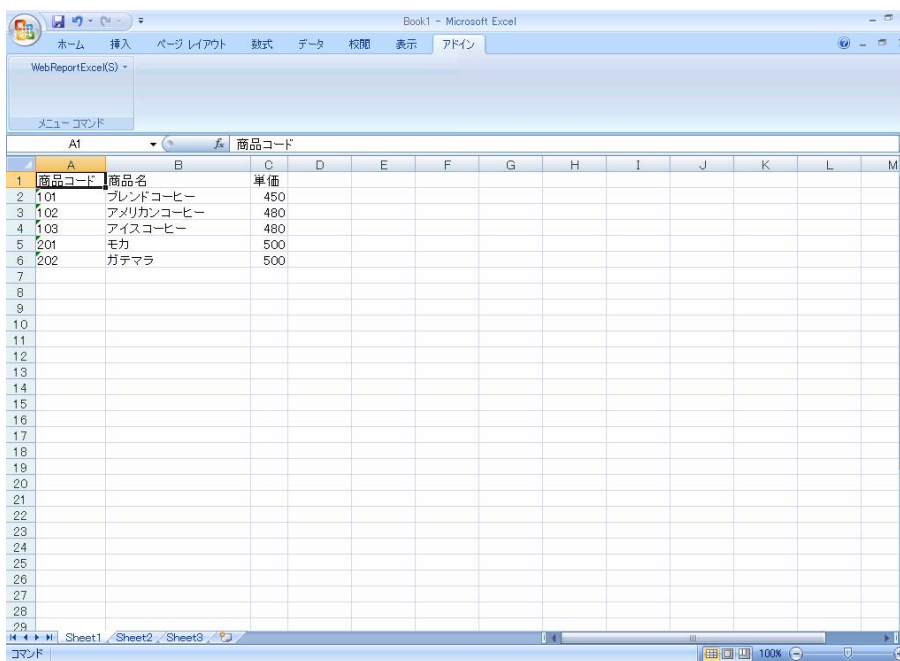 Book1 - Microsoft Excel
ホーム 挿入 ページ レイアウト 数式 データ 校閲 表示 アドイン
WebReportExcel(S)
メニュー コマンド
A1 fx 商品コード
A B C D E F G H I J K L M
1 商品コード 商品名 単価
2 101 ブレンドコーヒー 450
3 102 アメリカンコーヒー 480
4 103 アイスコーヒー 480
5 201 モカ 500
6 202 ガテマラ 500
7
8
9
10
11
12
13
14
15
16
17
18
19
20
21
22
23
24
25
26
27
28
29
Sheet1 Sheet2 Sheet3
コマンド 100%